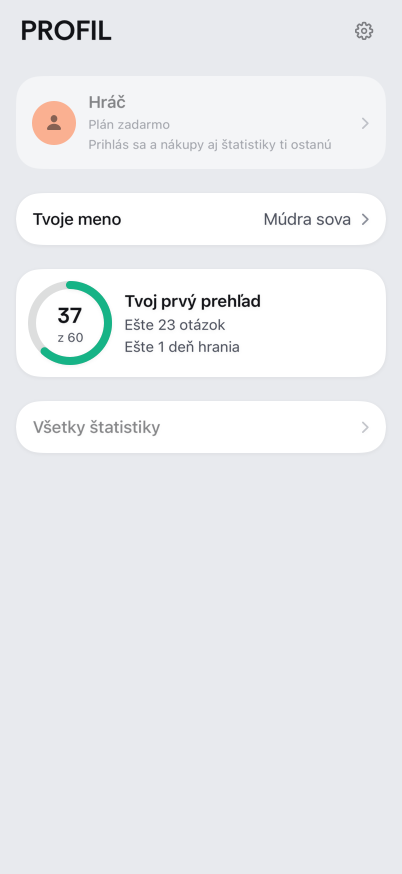 PROFIL
Hráč
Plán zadarmo
Prihlás sa a nákupy aj štatistiky ti ostanú
Tvoje meno
Múdra sova
37
z 60
Tvoj prvý prehľad
Ešte 23 otázok
Ešte 1 deň hrania
Všetky štatistiky